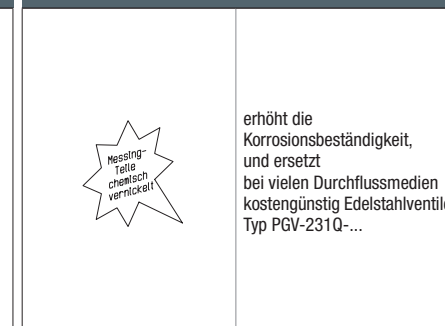 Messing-
Teile
chemisch
vernickelt
erhöht die
Korrosionsbeständigkeit,
und ersetzt
bei vielen Durchflussmedien
kostengünstig Edelstahlventile
Typ PGV-231Q-...